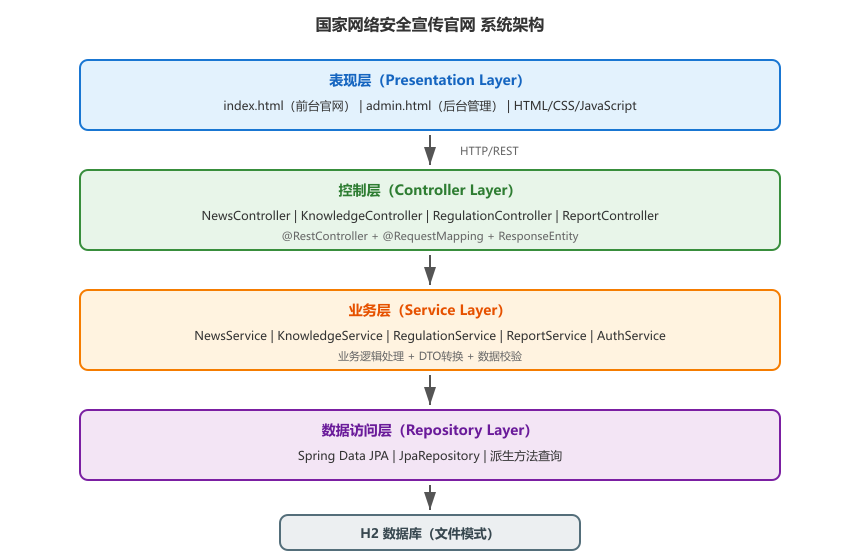 国家网络安全宣传官网 系统架构
表现层（Presentation Layer）
index.html（前台官网） | admin.html（后台管理） | HTML/CSS/JavaScript
HTTP/REST
控制层（Controller Layer）
NewsController | KnowledgeController | RegulationController | ReportController
@RestController + @RequestMapping + ResponseEntity
业务层（Service Layer）
NewsService | KnowledgeService | RegulationService | ReportService | AuthService
业务逻辑处理 + DTO转换 + 数据校验
数据访问层（Repository Layer）
Spring Data JPA | JpaRepository | 派生方法查询
H2 数据库（文件模式）